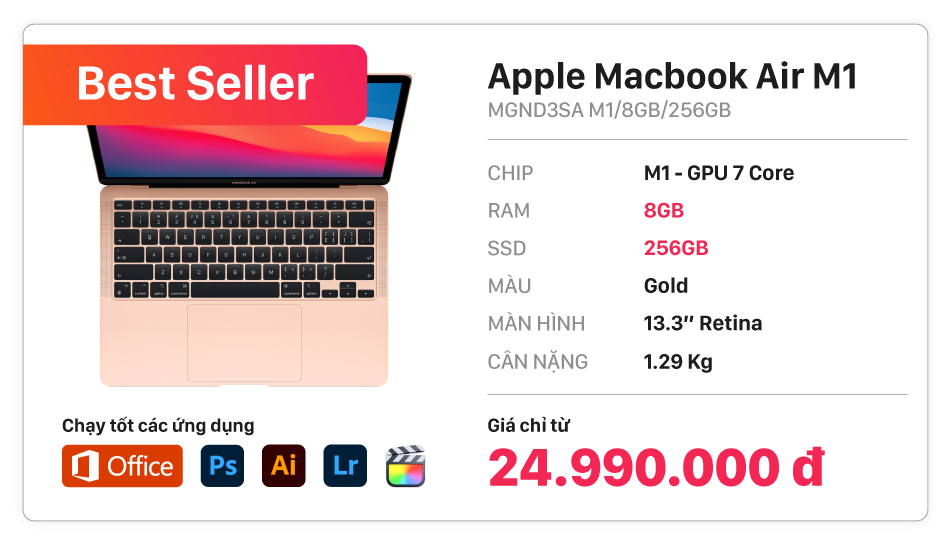 Best Seller
Apple Macbook Air M1
MGND3SA M1/8GB/256GB
CHIP M1 - GPU 7 Core
RAM 8GB
SSD 256GB
MÀU Gold
MÀN HÌNH 13.3″ Retina
CÂN NẶNG 1.29 Kg
Chạy tốt các ứng dụng
Office Ps Ai Lr
Giá chỉ từ
24.990.000 đ